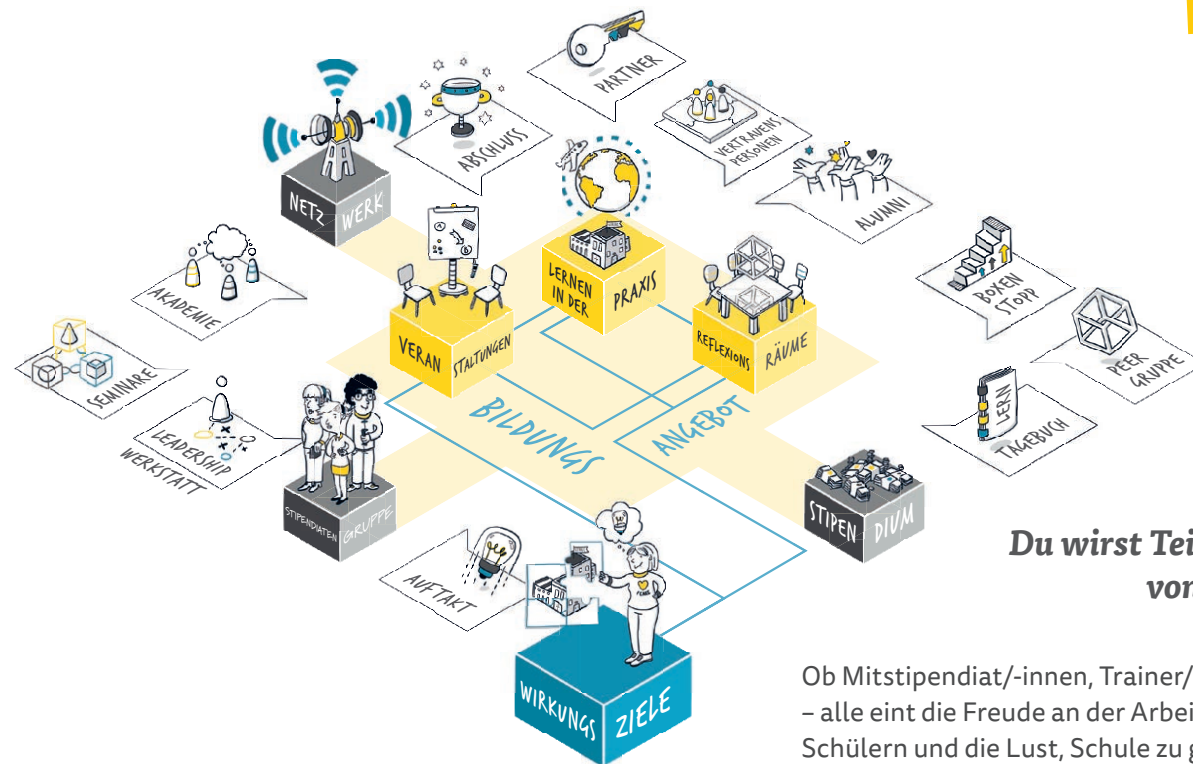 PARTNER
ABSCHLUSS
VERTRAUENS
PERSONEN
ALUMNI
NETZ WERK
LERNEN
IN DER
PRAXIS
BOXEN
STOPP
AKADEMIE
VERAN STALTUNGEN
REFLEXIONS RÄUME
PEER
GRUPPE
SEMINARE
LERN
TAGEBUCH
LEADERSHIP
WERKSTATT
BILDUNGS
ANGEBOT
STIPENDIATEN GRUPPE
STIPEN DIUM
AUFTAKT
WIRKUNGS ZIELE
Du wirst
Ob Mitstipendiat/-innen, Trainer/
– alle eint die Freude an der
Schülern und die Lust, Schule zu